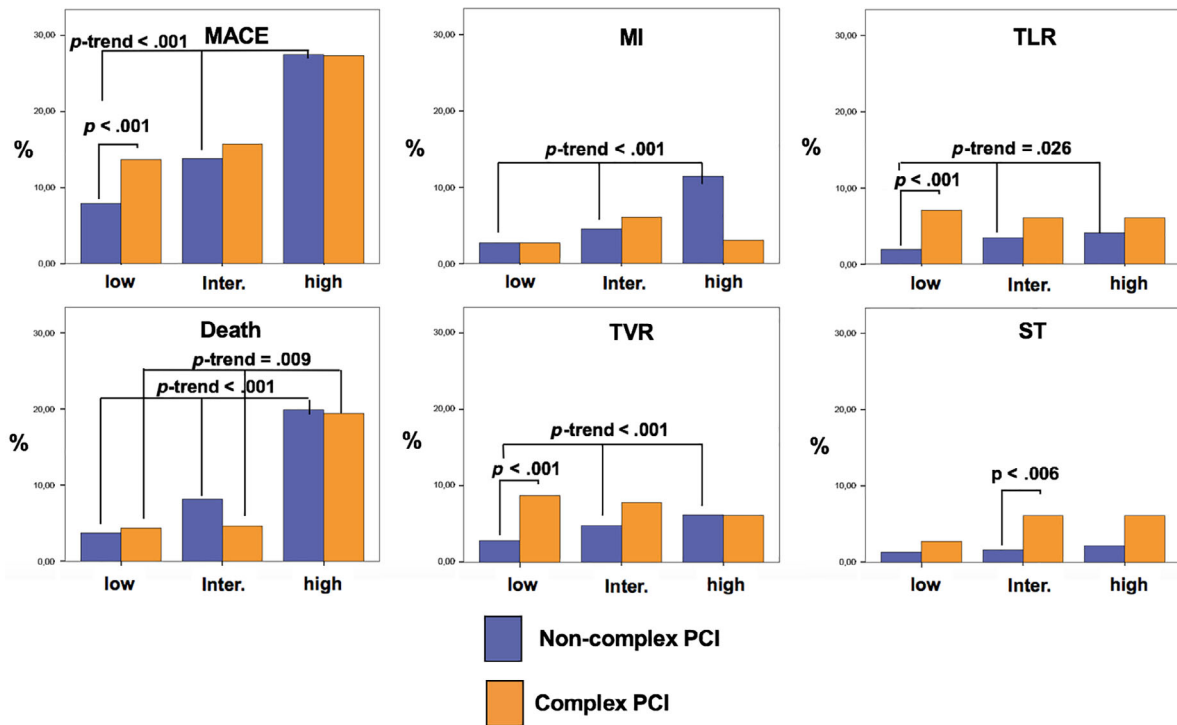 MACE
30,00
p-trend < .001
20,00
p < .001
%
10,00
0,00
low Inter. high
MI
30,00
20,00
%
p-trend < .001
10,00
0,00
low Inter. high
TLR
30,00
20,00
%
p-trend = .026
p < .001
10,00
0,00
low Inter. high
Death
30,00
p-trend = .009
p-trend < .001
20,00
%
10,00
0,00
low Inter. high
TVR
30,00
20,00
%
p-trend < .001
p < .001
10,00
0,00
low Inter. high
ST
30,00
20,00
%
p < .006
10,00
0,00
low Inter. high
Non-complex PCI
Complex PCI